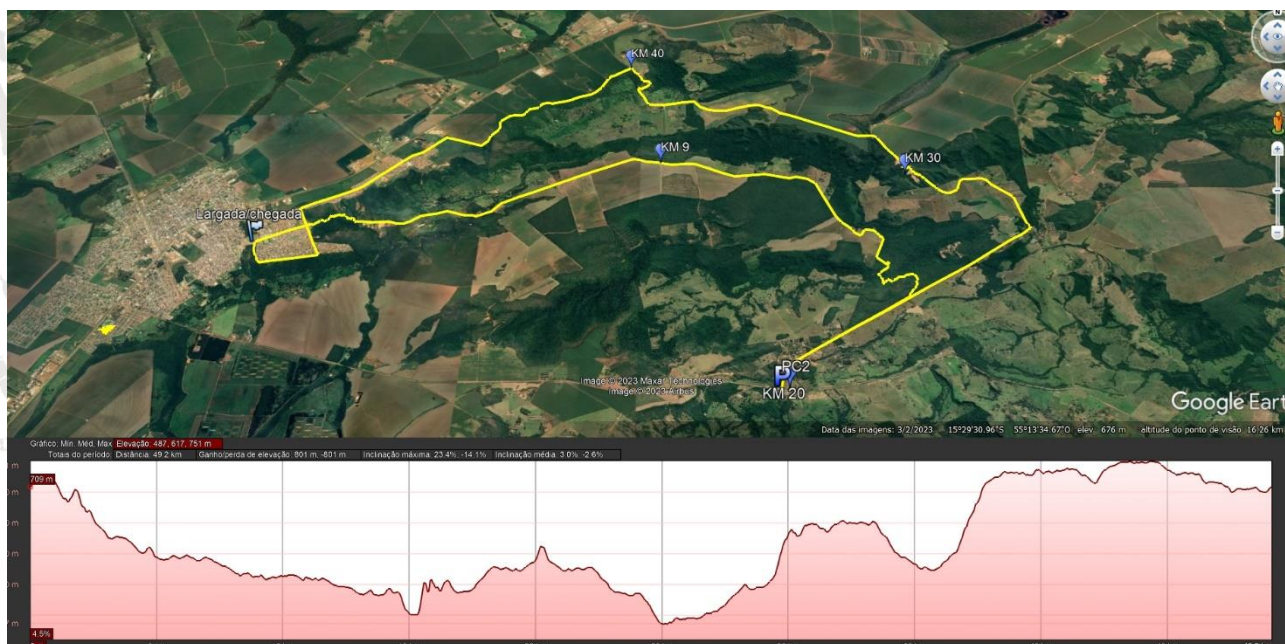 N
KM 40
KM 9
KM 30
Largada/chegada
PC2
KM 20
Image © 2023 Maxar Technologies
Image © 2023 Airbus
Google Eart
Data das imagens: 3/2/2023 15°29'30.96"S 55°13'34.67"O elev. 676 m altitude do ponto de visão 16.26 km
Gráfico: Mín. Méd, Max Elevação: 487, 617, 751 m
Totais do período: Distância: 49.2 km Ganho/perda de elevação: 801 m, -801 m Inclinação máxima: 23.4%, -14.1% Inclinação média: 3.0%, -2.6%
709 m
4.5%